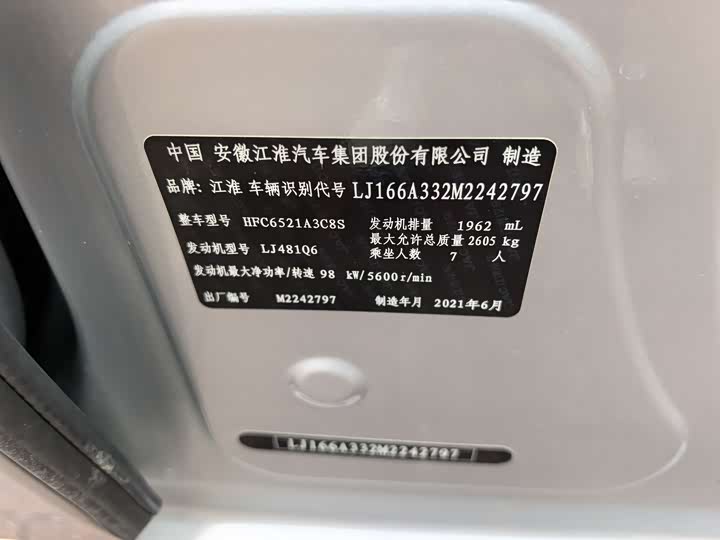 中国 安徽江淮汽车集团股份有限公司 制造
品牌: 江淮 车辆识别代号 LJ166A332M2242797
整车型号 HFC6521A3C8S 发动机排量 1962 mL
最大允许总质量 2605 kg
发动机型号 LJ481Q6 乘坐人数 7 人
发动机最大净功率/转速 98 kW/5600r/min
出厂编号 M2242797 制造年月 2021年6月
LJ166A332M2242797